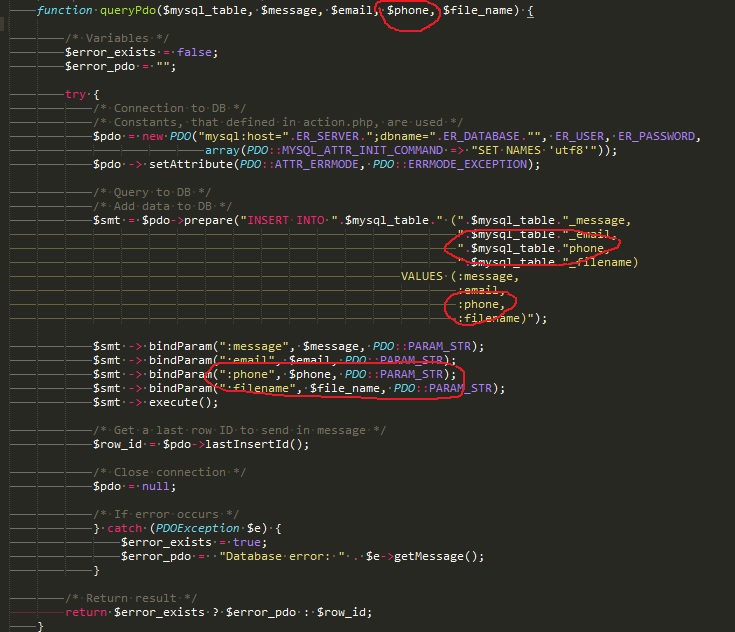 function queryPdo($mysql_table, $message, $email, $phone, $file_name) {
/* Variables */
$error_exists = false;
$error_pdo = "";
try {
/* Connection to DB */
/* Constants, that defined in action.php, are used */
$pdo = new PDO("mysql:host=".ER_SERVER.";dbname=".ER_DATABASE."", ER_USER, ER_PASSWORD,
array(PDO::MYSQL_ATTR_INIT_COMMAND => "SET NAMES 'utf8'"));
$pdo -> setAttribute(PDO::ATTR_ERRMODE, PDO::ERRMODE_EXCEPTION);
/* Query to DB */
/* Add data to DB */
$smt = $pdo->prepare("INSERT INTO ".$mysql_table." (".$mysql_table."_message,
".$mysql_table."_email,
".$mysql_table."phone,
".$mysql_table."_filename)
VALUES (:message,
:email,
:phone,
:filename)");
$smt -> bindParam(":message", $message, PDO::PARAM_STR);
$smt -> bindParam(":email", $email, PDO::PARAM_STR);
$smt -> bindParam(":phone", $phone, PDO::PARAM_STR);
$smt -> bindParam(":filename", $file_name, PDO::PARAM_STR);
$smt -> execute();
/* Get a last row ID to send in message */
$row_id = $pdo->lastInsertId();
/* Close connection */
$pdo = null;
/* If error occurs */
} catch (PDOException $e) {
$error_exists = true;
$error_pdo = "Database error: " . $e->getMessage();
}
/* Return result */
return $error_exists ? $error_pdo : $row_id;
}